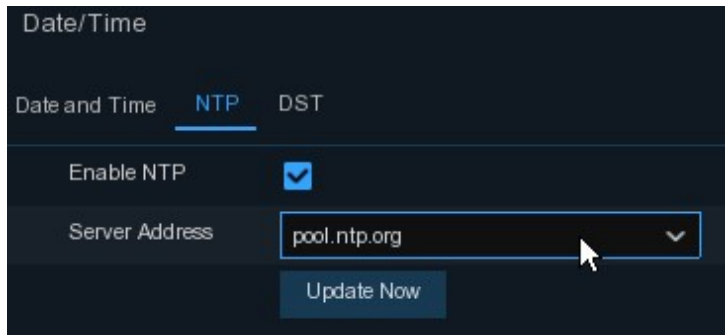 Date/Time
Date and Time NTP DST
Enable NTP
Server Address pool.ntp.org
Update Now